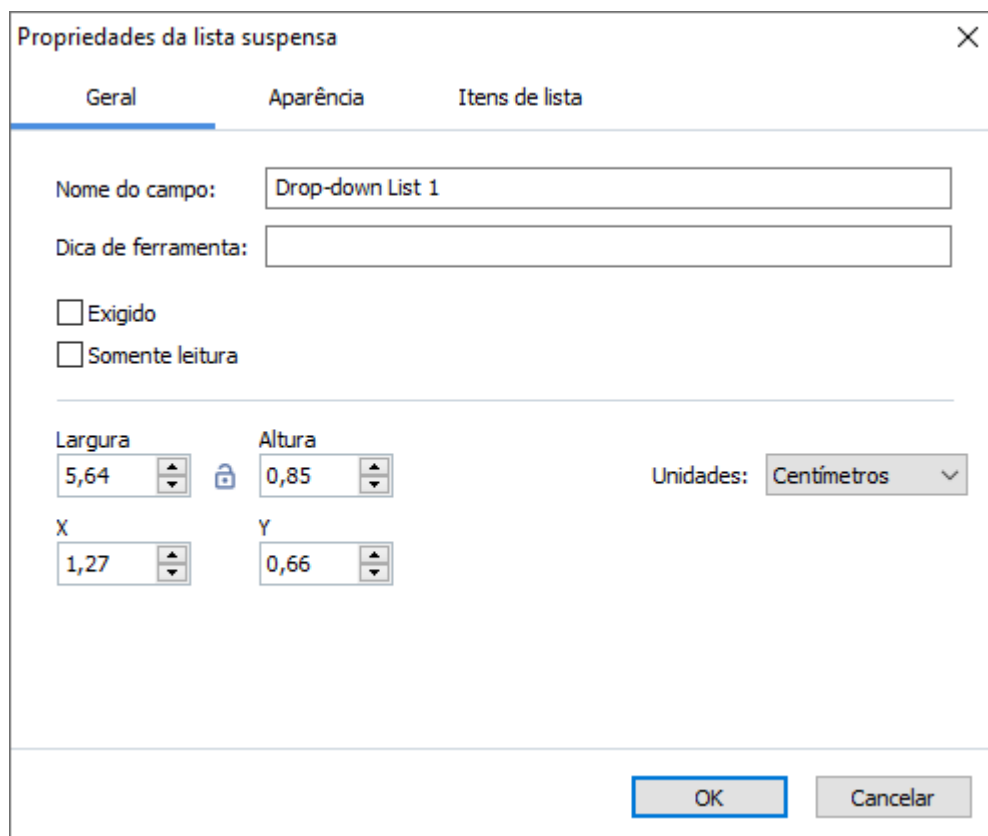 Propriedades da lista suspensa
Geral Aparência Itens de lista
Nome do campo: Drop-down List 1
Dica de ferramenta:
Exigido
Somente leitura
Largura Altura
5,64 0,85 Unidades: Centímetros
X Y
1,27 0,66
OK Cancelar